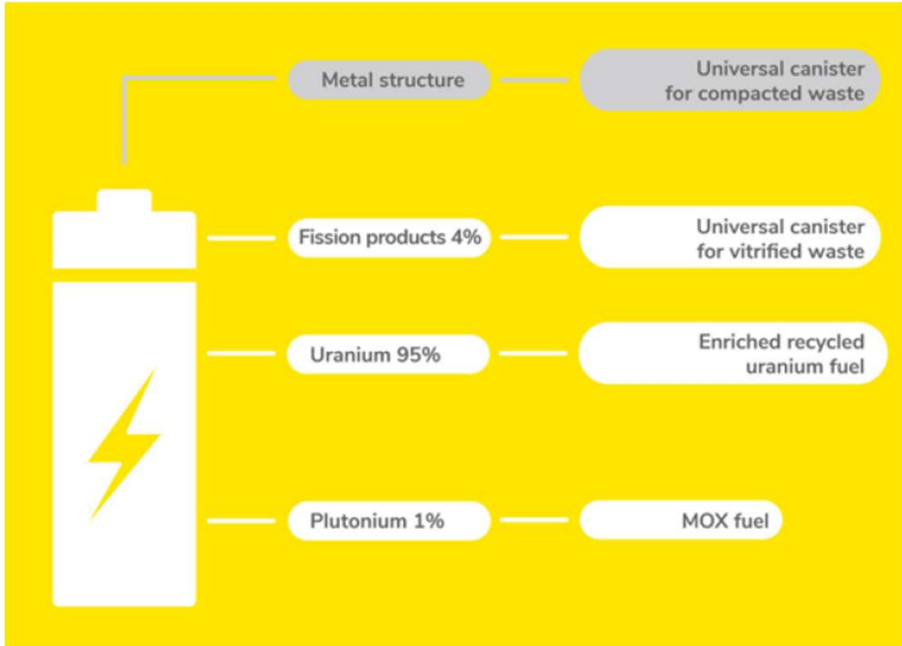 Metal structure
Universal canister
for compacted waste
Fission products 4%
Universal canister
for vitrified waste
Uranium 95%
Enriched recycled
uranium fuel
Plutonium 1%
MOX fuel